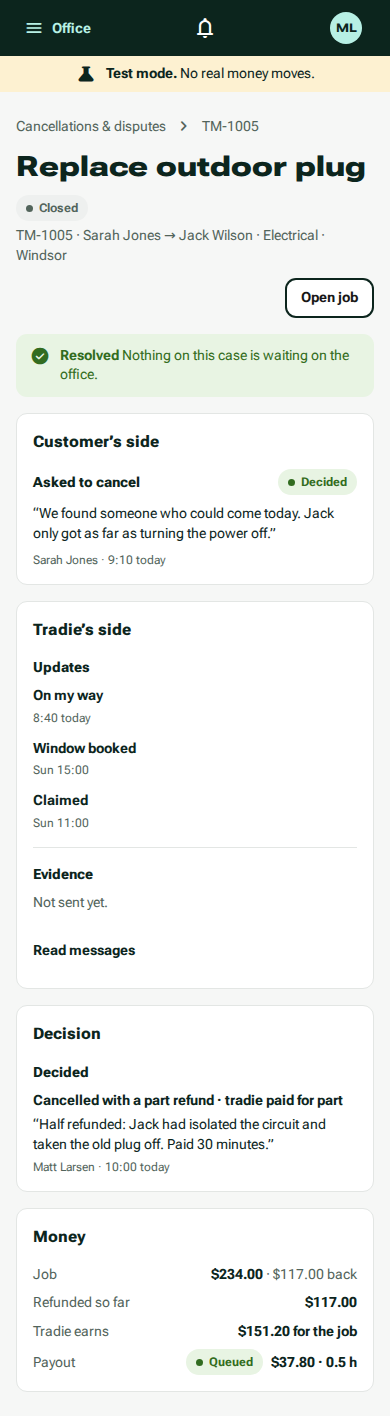 Office
ML
Test mode. No real money moves.
Cancellations & disputes > TM-1005
Replace outdoor plug
Closed
TM-1005 · Sarah Jones → Jack Wilson · Electrical ·
Windsor
Open job
Resolved Nothing on this case is waiting on the
office.
Customer’s side
Asked to cancel
Decided
“We found someone who could come today. Jack
only got as far as turning the power off.”
Sarah Jones · 9:10 today
Tradie’s side
Updates
On my way
8:40 today
Window booked
Sun 15:00
Claimed
Sun 11:00
Evidence
Not sent yet.
Read messages
Decision
Decided
Cancelled with a part refund · tradie paid for part
“Half refunded: Jack had isolated the circuit and
taken the old plug off. Paid 30 minutes.”
Matt Larsen · 10:00 today
Money
Job $234.00 · $117.00 back
Refunded so far $117.00
Tradie earns $151.20 for the job
Payout Queued $37.80 · 0.5 h